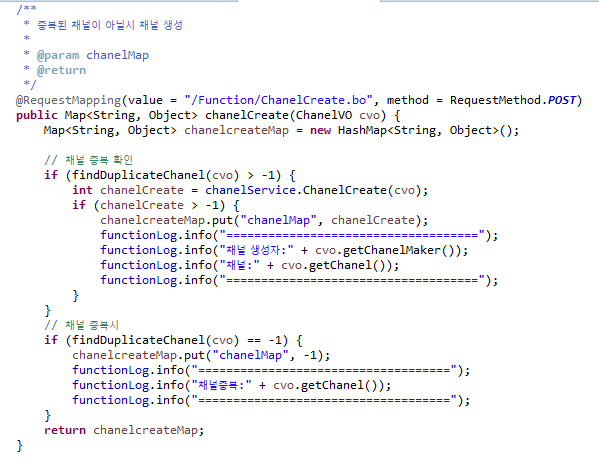 /**
 * 중복된 채널이 아닐시 채널 생성
 *
 * @param chanelMap
 * @return
 */
@RequestMapping(value = "/Function/ChanelCreate.bo", method = RequestMethod.POST)
public Map<String, Object> chanelCreate(ChanelVO cvo) {
    Map<String, Object> chanelcreateMap = new HashMap<String, Object>();

    // 채널 중복 확인
    if (findDuplicateChanel(cvo) > -1) {
        int chanelCreate = chanelService.ChanelCreate(cvo);
        if (chanelCreate > -1) {
            chanelcreateMap.put("chanelMap", chanelCreate);
            functionLog.info("====================================");
            functionLog.info("채널 생성자:" + cvo.getChanelMaker());
            functionLog.info("채널:" + cvo.getChanel());
            functionLog.info("====================================");
        }
    }
    // 채널 중복시
    if (findDuplicateChanel(cvo) == -1) {
        chanelcreateMap.put("chanelMap", -1);
        functionLog.info("====================================");
        functionLog.info("채널중복:" + cvo.getChanel());
        functionLog.info("====================================");
    }
    return chanelcreateMap;
}